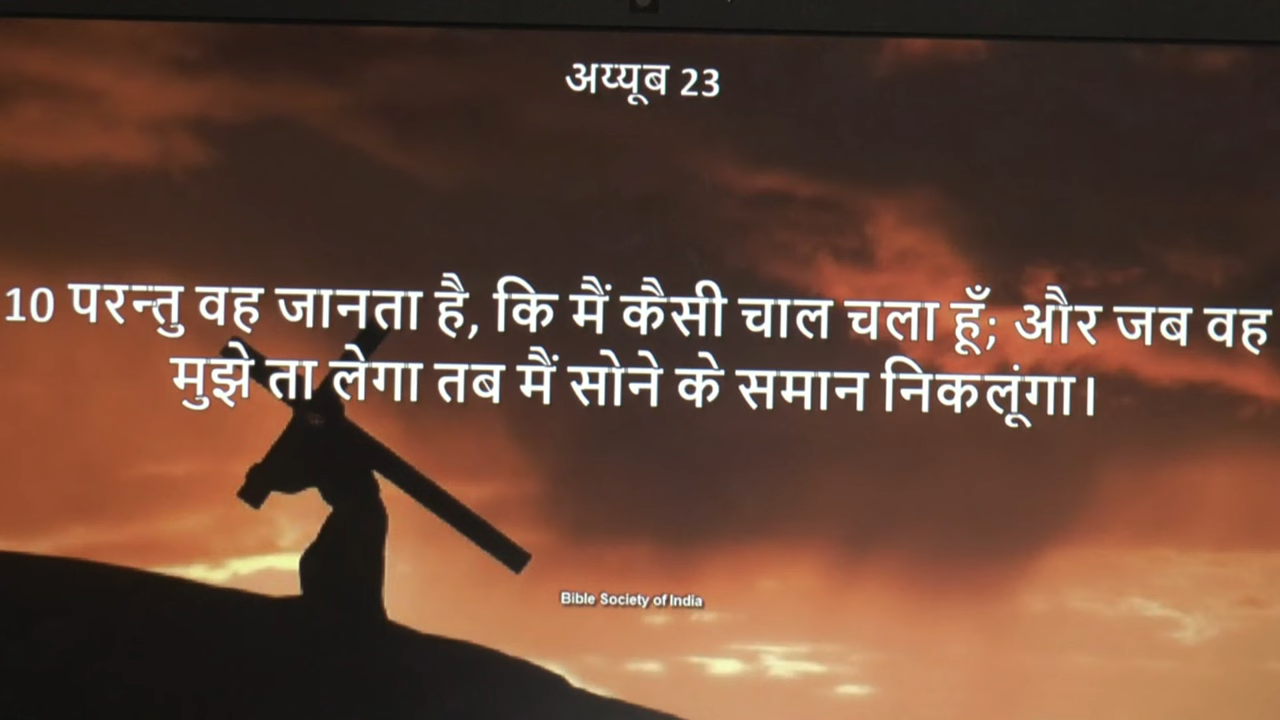 अय्यूब 23
10 परन्तु वह जानता है, कि मैं कैसी चाल चला हूँ; और जब वह
मुझे ता लेगा तब मैं सोने के समान निकलूंगा।
Bible Society of India